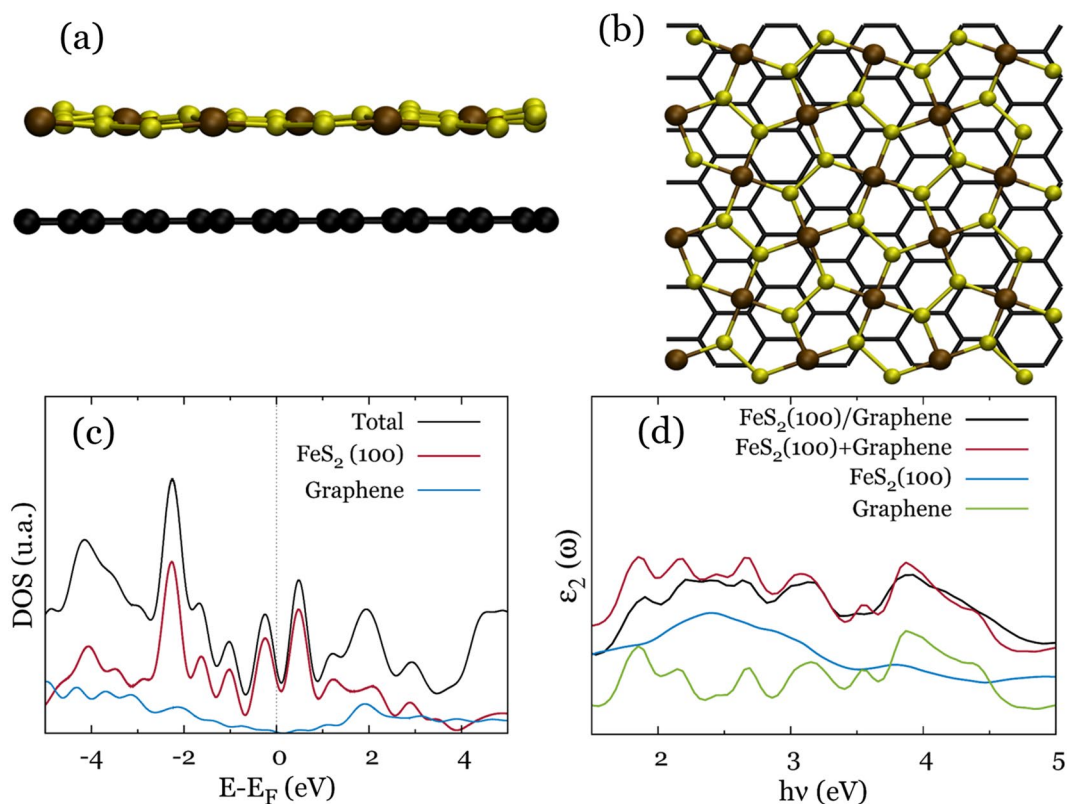 (a)
(b)
(c)
Total
FeS₂ (100)
Graphene
DOS (u.a.)
-4 -2 0 2 4
E-E_F (eV)
(d)
FeS₂(100)/Graphene
FeS₂(100)+Graphene
FeS₂(100)
Graphene
ε₂ (ω)
2 3 4 5
hν (eV)